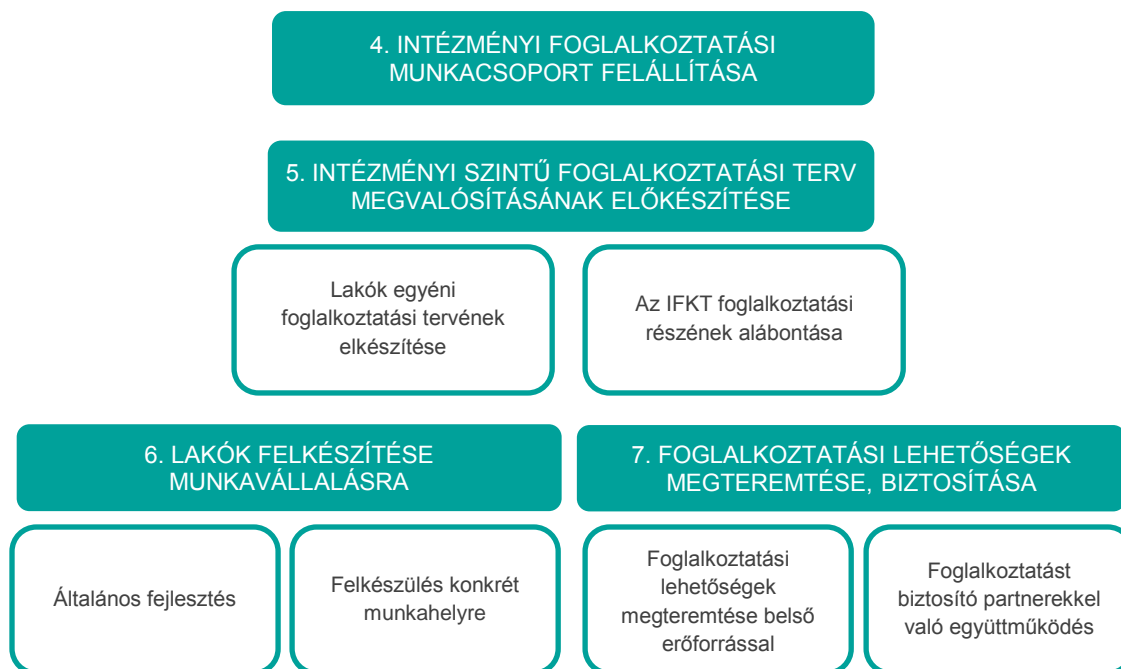 4. INTÉZMÉNYI FOGLALKOZTATÁSI
MUNKACSOPORT FELÁLLÍTÁSA
5. INTÉZMÉNYI SZINTŰ FOGLALKOZTATÁSI TERV
MEGVALÓSÍTÁSÁNAK ELŐKÉSZÍTÉSE
Lakók egyéni
foglalkoztatási tervének
elkészítése
Az IFKT foglalkoztatási
részének alábontása
6. LAKÓK FELKÉSZÍTÉSE
MUNKAVÁLLALÁSRA
7. FOGLALKOZTATÁSI LEHETŐSÉGEK
MEGTEREMTÉSE, BIZTOSÍTÁSA
Általános fejlesztés
Felkészülés konkrét
munkahelyre
Foglalkoztatási
lehetőségek
megteremtése belső
erőforrással
Foglalkoztatást
biztosító partnerekkel
való együttműködés